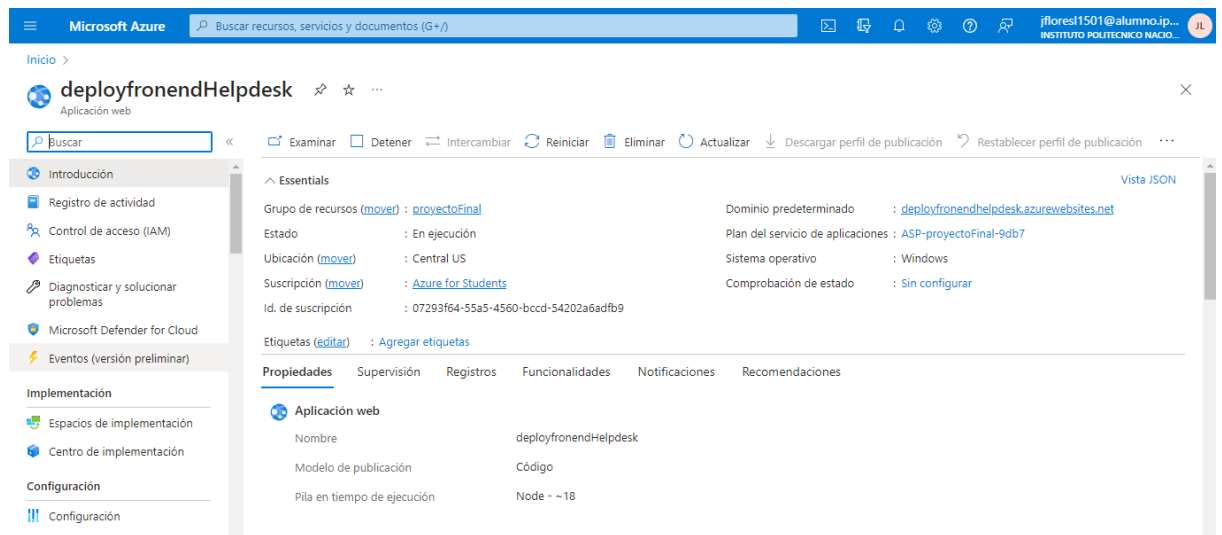 Microsoft Azure
Buscar recursos, servicios y documentos (G+/)
jfloresl1501@alumno.ip...
INSTITUTO POLITECNICO NACIO...
JL
Inicio >
deployfronendHelpdesk
Aplicación web
Buscar
«
Examinar Detener Intercambiar Reiniciar Eliminar Actualizar Descargar perfil de publicación Restablecer perfil de publicación ...
Introducción
Registro de actividad
Control de acceso (IAM)
Etiquetas
Diagnosticar y solucionar
problemas
Microsoft Defender for Cloud
Eventos (versión preliminar)
Implementación
Espacios de implementación
Centro de implementación
Configuración
Configuración
Essentials
Vista JSON
Grupo de recursos (mover) : proyectoFinal
Estado : En ejecución
Ubicación (mover) : Central US
Suscripción (mover) : Azure for Students
Id. de suscripción : 07293f64-55a5-4560-bccd-54202a6adfb9
Dominio predeterminado : deployfronendhelpdesk.azurewebsites.net
Plan del servicio de aplicaciones : ASP-proyectoFinal-9db7
Sistema operativo : Windows
Comprobación de estado : Sin configurar
Etiquetas (editar) : Agregar etiquetas
Propiedades Supervisión Registros Funcionalidades Notificaciones Recomendaciones
Aplicación web
Nombre deployfronendHelpdesk
Modelo de publicación Código
Pila en tiempo de ejecución Node - ~18